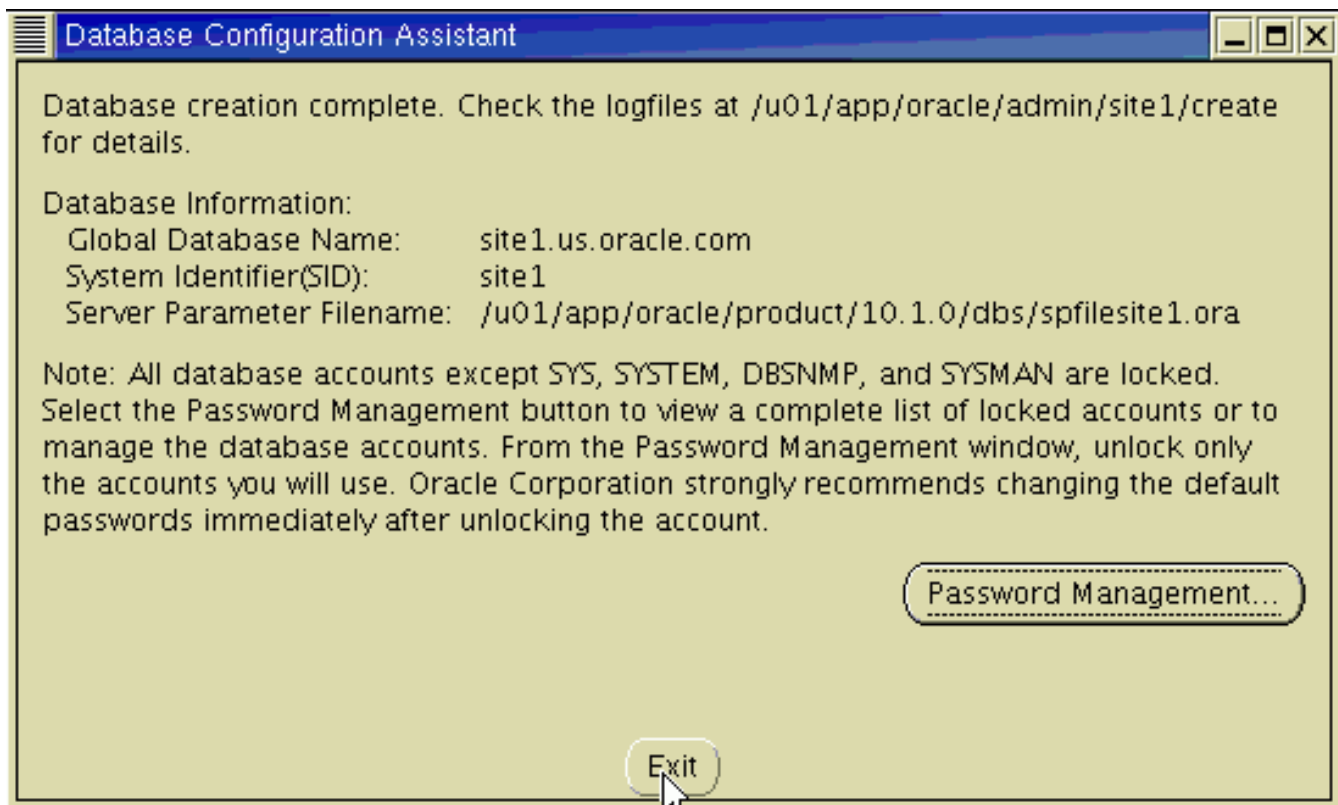 Database Configuration Assistant
Database creation complete. Check the logfiles at /u01/app/oracle/admin/site1/create
for details.
Database Information:
Global Database Name: site1.us.oracle.com
System Identifier(SID): site1
Server Parameter Filename: /u01/app/oracle/product/10.1.0/dbs/spfilesite1.ora
Note: All database accounts except SYS, SYSTEM, DBSNMP, and SYSMAN are locked.
Select the Password Management button to view a complete list of locked accounts or to
manage the database accounts. From the Password Management window, unlock only
the accounts you will use. Oracle Corporation strongly recommends changing the default
passwords immediately after unlocking the account.
Password Management...
Exit